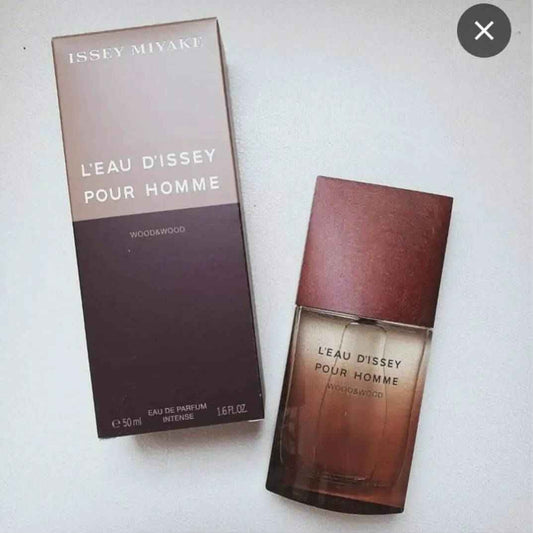 ISSEY MIYAKE
L'EAU D'ISSEY
POUR HOMME
WOOD&WOOD
EAU DE PARFUM
INTENSE
℮ 50 ml
1.6 FL.OZ.
L'EAU D'ISSEY
POUR HOMME
WOOD&WOOD